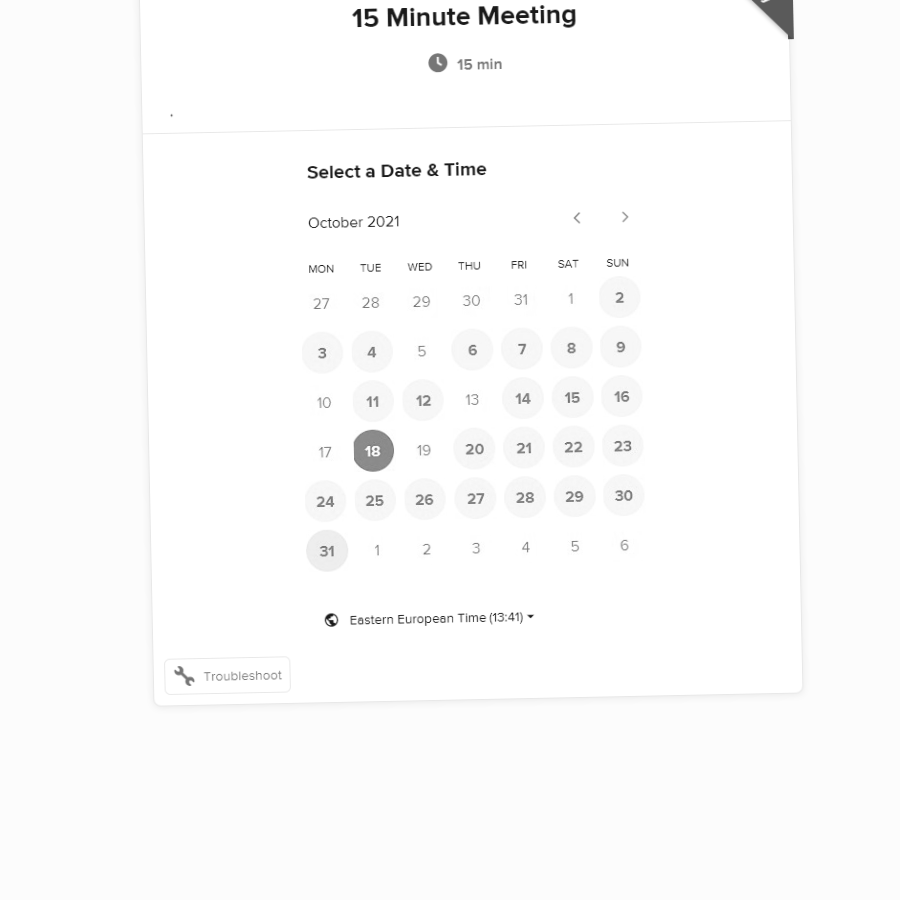 15 Minute Meeting
15 min
Select a Date & Time
October 2021
MON TUE WED THU FRI SAT SUN
27 28 29 30 31 1 2
3 4 5 6 7 8 9
10 11 12 13 14 15 16
17 18 19 20 21 22 23
24 25 26 27 28 29 30
31 1 2 3 4 5 6
Eastern European Time (13:41)
Troubleshoot